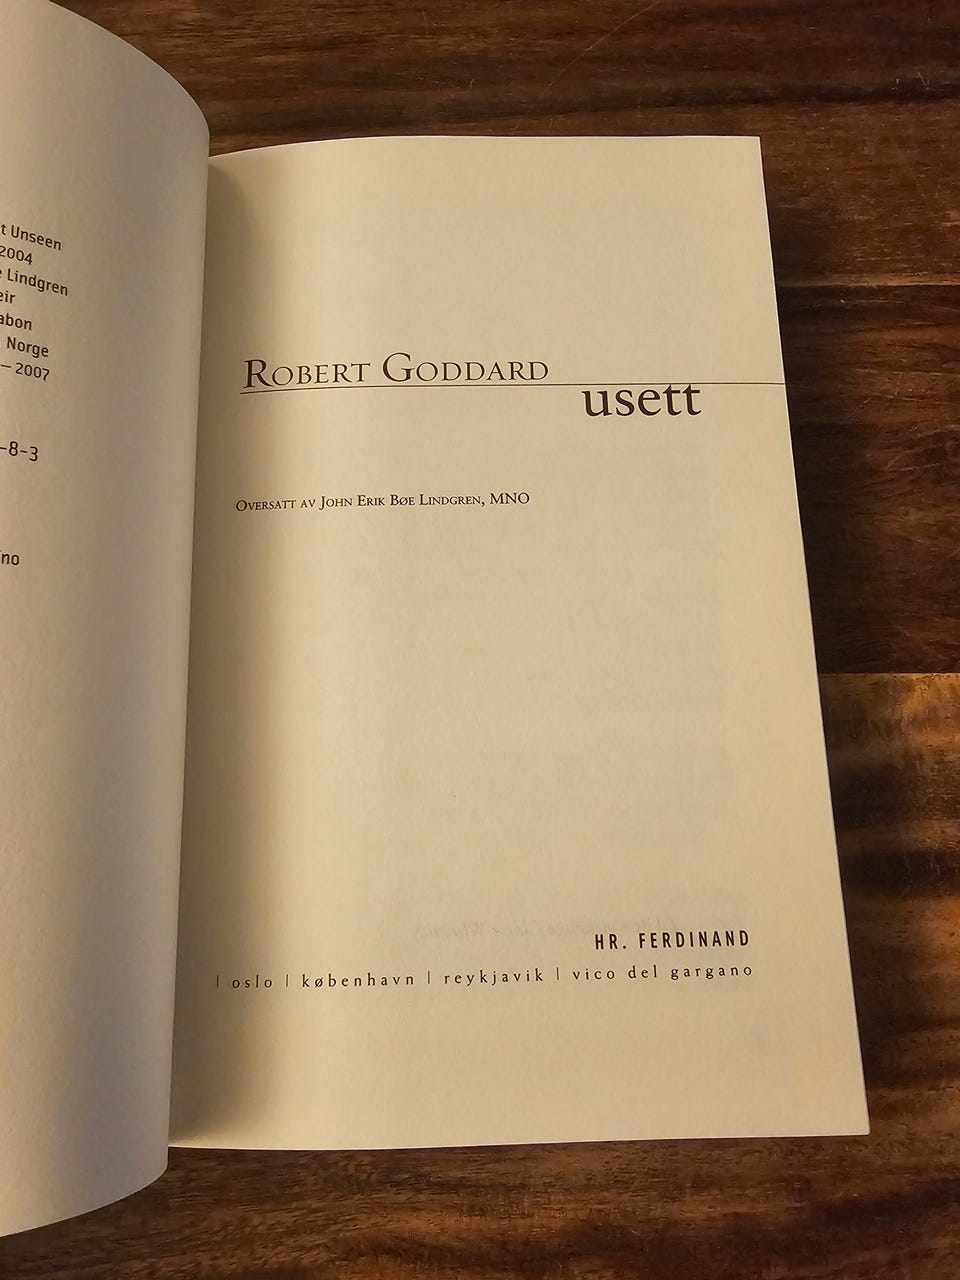 t Unseen
2004
e Lindgren
eir
abon
Norge
– 2007
-8-3
no
ROBERT GODDARD
usett
OVERSATT AV JOHN ERIK BØE LINDGREN, MNO
HR. FERDINAND
| oslo | københavn | reykjavik | vico del gargano